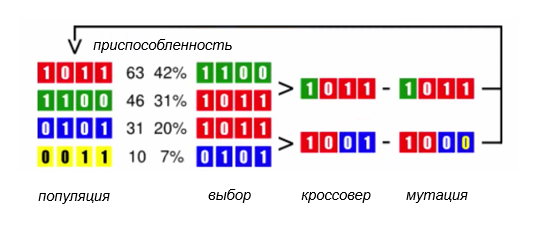 приспособленность
1011 63 42% 1100
1100 46 31% 1011 > 1011 - 1011
0101 31 20% 1011
0011 10 7% 0101 > 1001 - 1000
популяция выбор кроссовер мутация